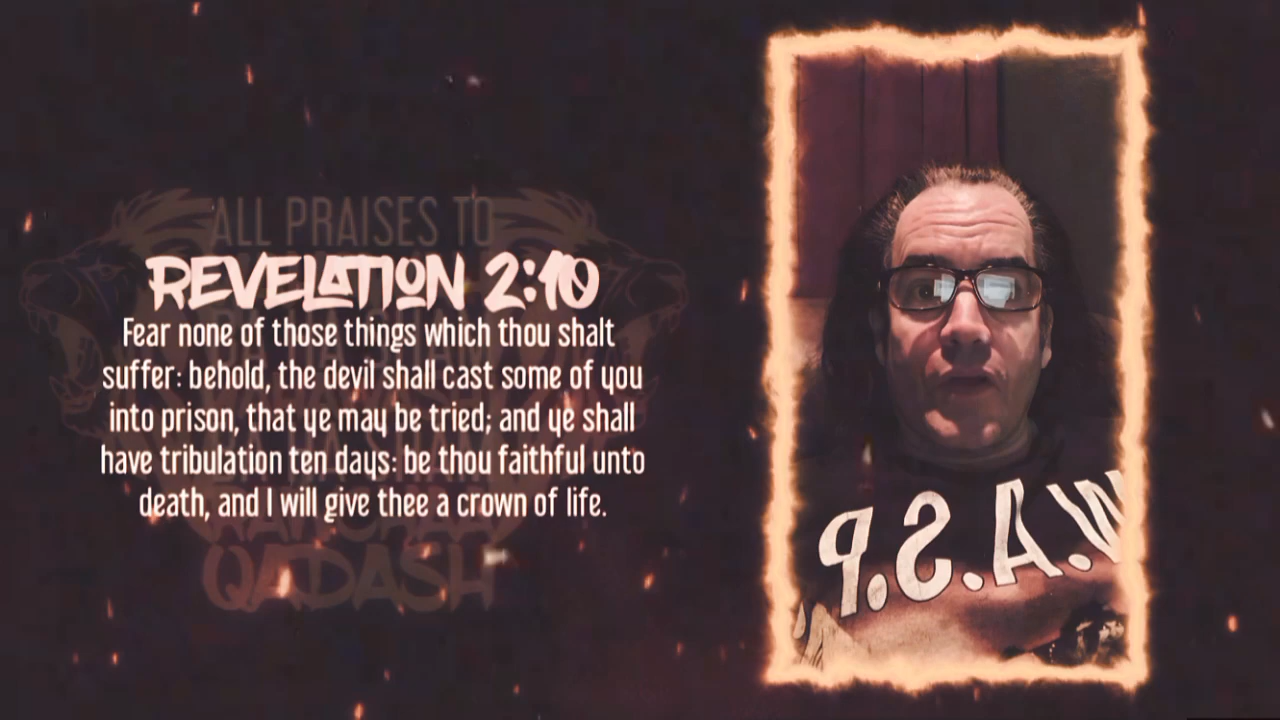 ALL PRAISES TO
REVELATION 2:10
Fear none of those things which thou shalt
suffer: behold, the devil shall cast some of you
into prison, that ye may be tried; and ye shall
have tribulation ten days: be thou faithful unto
death, and I will give thee a crown of life.
QADASH
W.A.S.P.